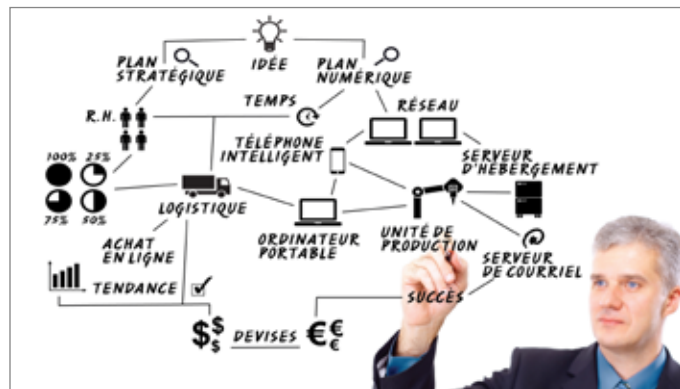 IDÉE
PLAN
STRATÉGIQUE
PLAN
NUMÉRIQUE
TEMPS
RÉSEAU
R.H.
TÉLÉPHONE
INTELLIGENT
SERVEUR
D'HÉBERGEMENT
100% 25%
75% 50%
LOGISTIQUE
ORDINATEUR
PORTABLE
UNITÉ DE
PRODUCTION
ACHAT
EN LIGNE
SERVEUR
DE COURRIEL
TENDANCE
SUCCÈS
$ $ $
DEVISES
€ € €